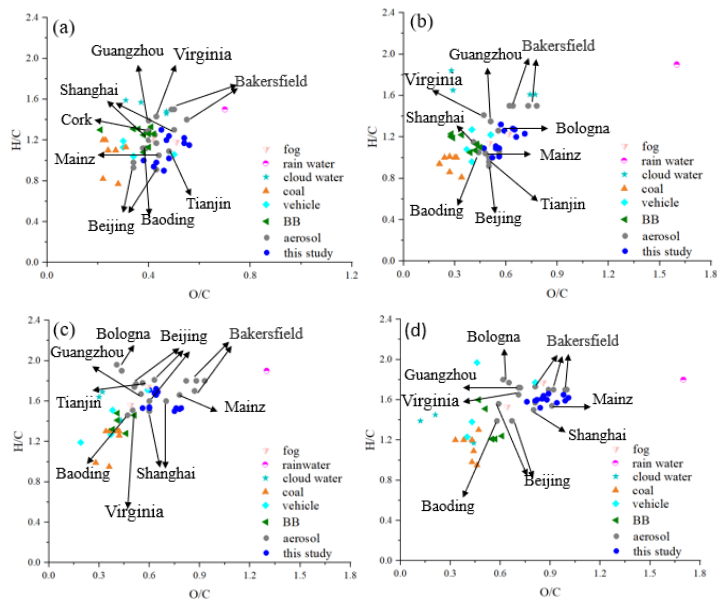 (a)
Guangzhou
Virginia
Shanghai
Bakersfield
Cork
Mainz
Tianjin
Beijing
Baoding
fog
rain water
cloud water
coal
vehicle
BB
aerosol
this study
H/C
2.4
2.0
1.6
1.2
0.8
0.4
0.0
0.0 0.4 0.8 1.2
O/C
(b)
Bakersfield
Guangzhou
Virginia
Shanghai
Bologna
Mainz
Tianjin
Baoding
Beijing
fog
rain water
cloud water
coal
vehicle
BB
aerosol
this study
H/C
2.4
2.0
1.6
1.2
0.8
0.4
0.0
0.0 0.3 0.6 0.9 1.2 1.5 1.8
O/C
(c)
Bologna
Beijing
Bakersfield
Guangzhou
Tianjin
Mainz
Baoding
Shanghai
Virginia
fog
rainwater
cloud water
coal
vehicle
BB
aerosol
this study
H/C
2.4
2.0
1.6
1.2
0.8
0.4
0.0
0.0 0.3 0.6 0.9 1.2 1.5 1.8
O/C
(d)
Bologna
Bakersfield
Guangzhou
Virginia
Mainz
Shanghai
Beijing
Baoding
fog
rainwater
cloud water
coal
vehicle
BB
aerosol
this study
H/C
2.4
2.0
1.6
1.2
0.8
0.4
0.0
0.0 0.3 0.6 0.9 1.2 1.5 1.8
O/C